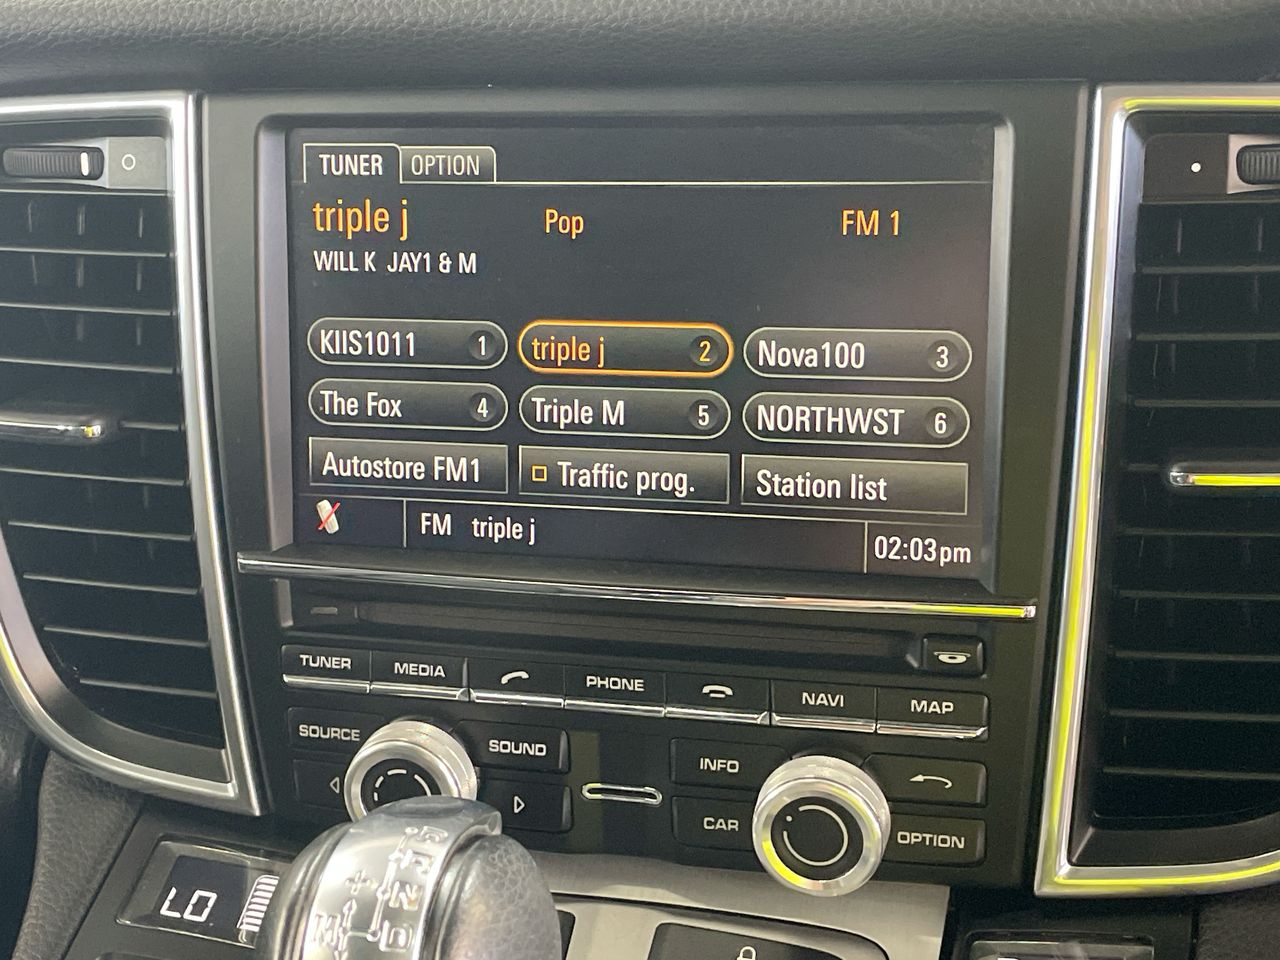 TUNER OPTION
triple j Pop FM 1
WILL K JAY1 & M
KIIS1011 1 triple j 2 Nova100 3
The Fox 4 Triple M 5 NORTHWST 6
Autostore FM1 Traffic prog. Station list
FM triple j 02:03pm
TUNER MEDIA PHONE NAVI MAP
SOURCE SOUND INFO
CAR OPTION
LO
P
R
+ N
M D